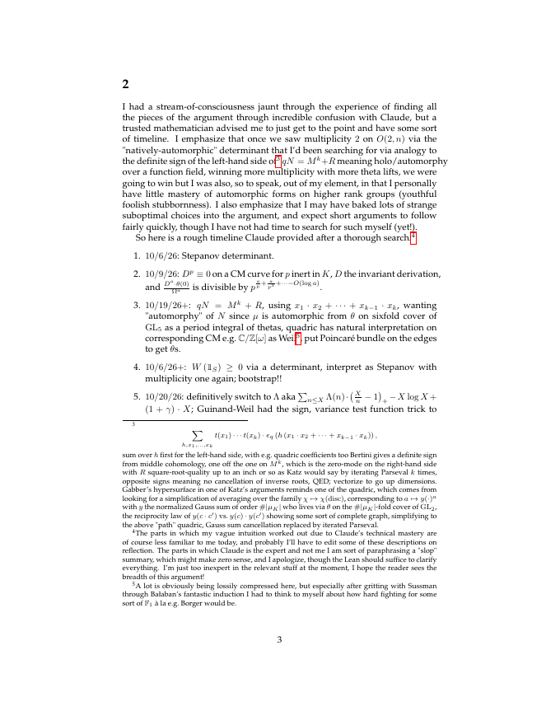 2
I had a stream-of-consciousness jaunt through the experience of finding all
the pieces of the argument through incredible confusion with Claude, but a
trusted mathematician advised me to just get to the point and have some sort
of timeline. I emphasize that once we saw multiplicity 2 on O(2, n) via the
"natively-automorphic" determinant that I'd been searching for via analogy to
the definite sign of the left-hand side of³ qN = M^k + R meaning holo/automorphy
over a function field, winning more multiplicity with more theta lifts, we were
going to win but I was also, so to speak, out of my element, in that I personally
have little mastery of automorphic forms on higher rank groups (youthful
foolish stubbornness). I also emphasize that I may have baked lots of strange
suboptimal choices into the argument, and expect short arguments to follow
fairly quickly, though I have not had time to search for such myself (yet!).
So here is a rough timeline Claude provided after a thorough search⁴
1. 10/6/26: Stepanov determinant.
2. 10/9/26: D^p ≡ 0 on a CM curve for p inert in K, D the invariant derivation,
and
is divisible by
3. 10/19/26+: qN = M^k + R, using x₁ · x₂ + ⋯ + x_{k−1} · x_k, wanting
"automorphy" of N since μ is automorphic from θ on sixfold cover of
GL₅ as a period integral of thetas, quadric has natural interpretation on
corresponding CM e.g. ℂ/ℤ[ω] as Weil⁵, put Poincaré bundle on the edges
to get θs.
4. 10/6/26+: W(𝟙_S) ≥ 0 via a determinant, interpret as Stepanov with
multiplicity one again; bootstrap!!
5. 10/20/26: definitively switch to Λ aka ∑_{n≤X} Λ(n) · (X/n − 1)₊ − X log X +
(1 + γ) · X; Guinand-Weil had the sign, variance test function trick to
3
∑_{h,x₁,…,x_k} t(x₁) ⋯ t(x_k) · e_q (h (x₁ · x₂ + ⋯ + x_{k−1} · x_k)),
sum over h first for the left-hand side, with e.g. quadric coefficients too Bertini gives a definite sign
from middle cohomology, one off the one on M^k, which is the zero-mode on the right-hand side
with R square-root-quality up to an inch or so as Katz would say by iterating Parseval k times,
opposite signs meaning no cancellation of inverse roots, QED; vectorize to go up dimensions.
Gabber's hypersurface in one of Katz's arguments reminds one of the quadric, which comes from
looking for a simplification of averaging over the family χ ↦ χ(disc), corresponding to a ↦ y(·)^a
with y the normalized Gauss sum of order #|μ_K| who lives via θ on the #|μ_K|-fold cover of GL₂,
the reciprocity law of y(c · c′) vs. y(c) · y(c′) showing some sort of complete graph, simplifying to
the above "path" quadric, Gauss sum cancellation replaced by iterated Parseval.
⁴The parts in which my vague intuition worked out due to Claude's technical mastery are
of course less familiar to me today, and probably I'll have to edit some of these descriptions on
reflection. The parts in which Claude is the expert and not me I am sort of paraphrasing a "slop"
summary, which might make zero sense, and I apologize, though the Lean should suffice to clarify
everything. I'm just too inexpert in the relevant stuff at the moment, I hope the reader sees the
breadth of this argument!
⁵A lot is obviously being lossily compressed here, but especially after gritting with Sussman
through Balaban's fantastic induction I had to think to myself about how hard fighting for some
sort of 𝔽₁ à la e.g. Borger would be.
3